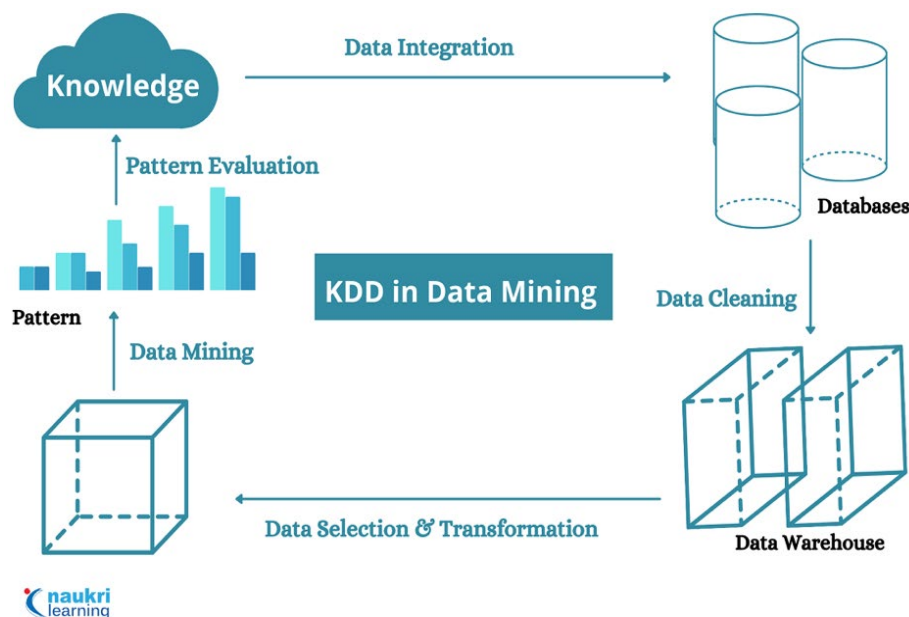 Data Integration
Knowledge
Pattern Evaluation
Databases
KDD in Data Mining
Data Cleaning
Pattern
Data Mining
Data Selection & Transformation
Data Warehouse
naukri
learning